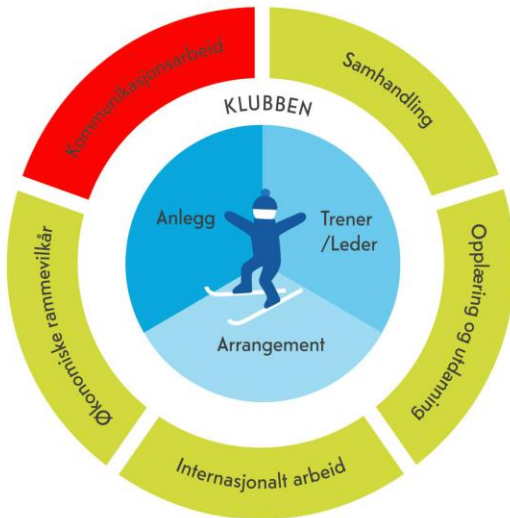 Kommunikasjonsarbeid
Samhandling
KLUBBEN
Anlegg
Trener
/Leder
Arrangement
Økonomiske rammevilkår
Opplæring og utdanning
Internasjonalt arbeid